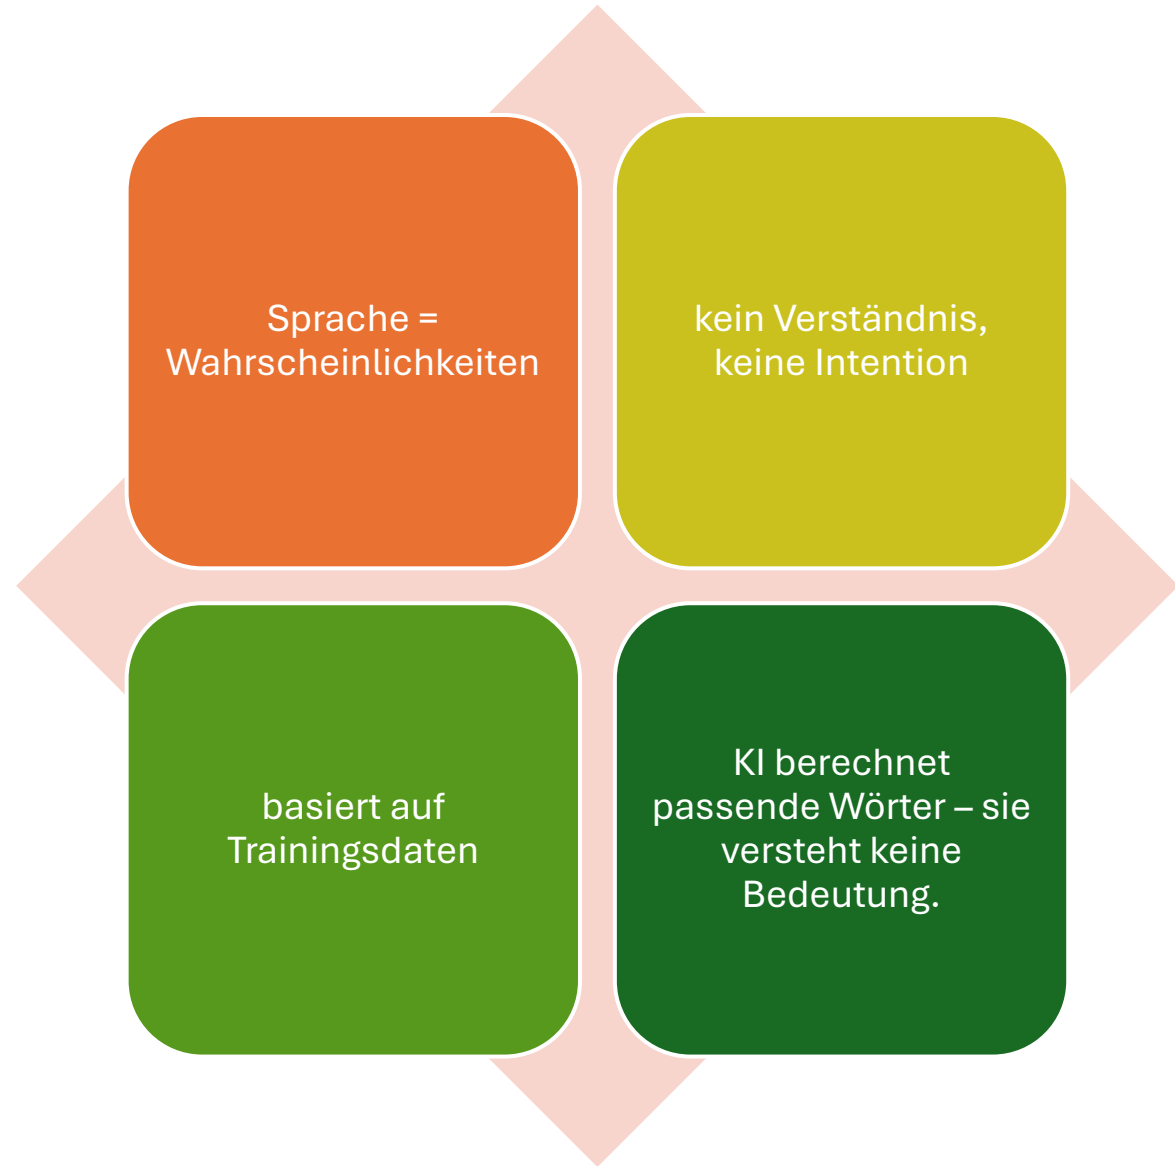 Sprache =
Wahrscheinlichkeiten
kein Verständnis,
keine Intention
basiert auf
Trainingsdaten
KI berechnet
passende Wörter – sie
versteht keine
Bedeutung.